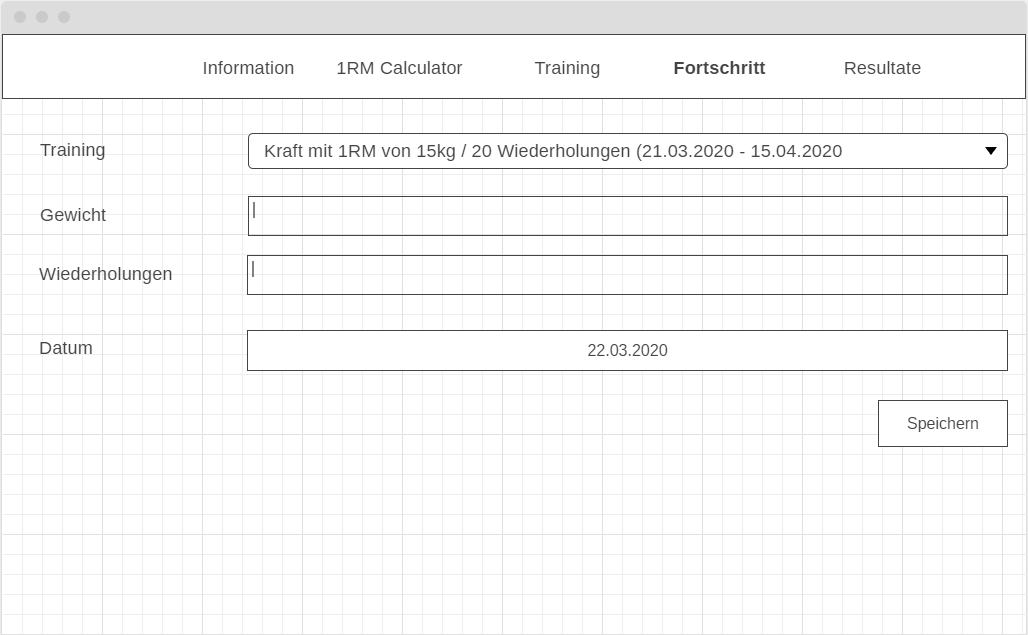 Information 1RM Calculator Training Fortschritt Resultate
Training Kraft mit 1RM von 15kg / 20 Wiederholungen (21.03.2020 - 15.04.2020
Gewicht
Wiederholungen
Datum 22.03.2020
Speichern